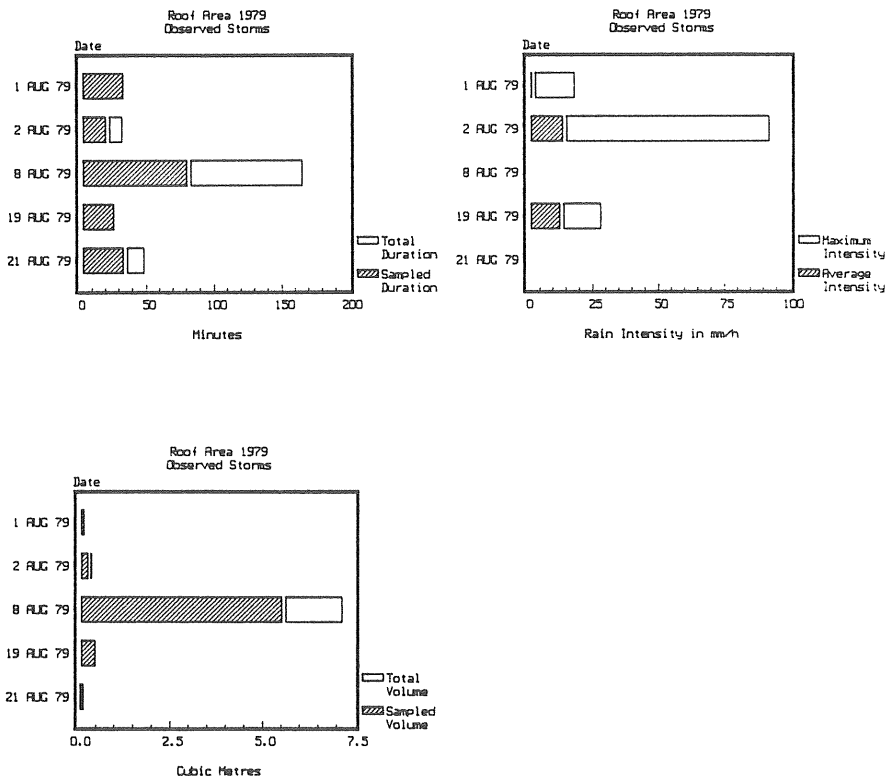 Roof Area 1979
Observed Storms
Date
1 AUG 79
2 AUG 79
8 AUG 79
19 AUG 79
21 AUG 79
Total
Duration
Sampled
Duration
0 50 100 150 200
Minutes
Roof Area 1979
Observed Storms
Date
1 AUG 79
2 AUG 79
8 AUG 79
19 AUG 79
21 AUG 79
Maximum
Intensity
Average
Intensity
0 25 50 75 100
Rain Intensity in mm/h
Roof Area 1979
Observed Storms
Date
1 AUG 79
2 AUG 79
8 AUG 79
19 AUG 79
21 AUG 79
Total
Volume
Sampled
Volume
0.0 2.5 5.0 7.5
Cubic Metres